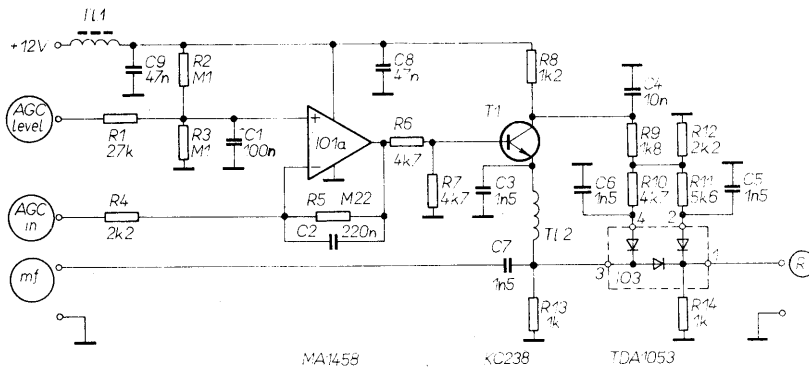 Tl1
+12V
C9
47n
R2
M1
C8
47n
R8
1k2
C4
10n
AGC
level
R1
27k
R3
M1
C1
100n
+
−
IO1a
R6
4k7
T1
R9
1k8
R12
2k2
R7
4k7
C3
1n5
C6
1n5
R10
4k7
R11
5k6
C5
1n5
AGC
in
R4
2k2
R5
M22
C2
220n
Tl2
4
2
mf
C7
1n5
3
IO3
1
R
R13
1k
R14
1k
MA1458
KC238
TDA1053